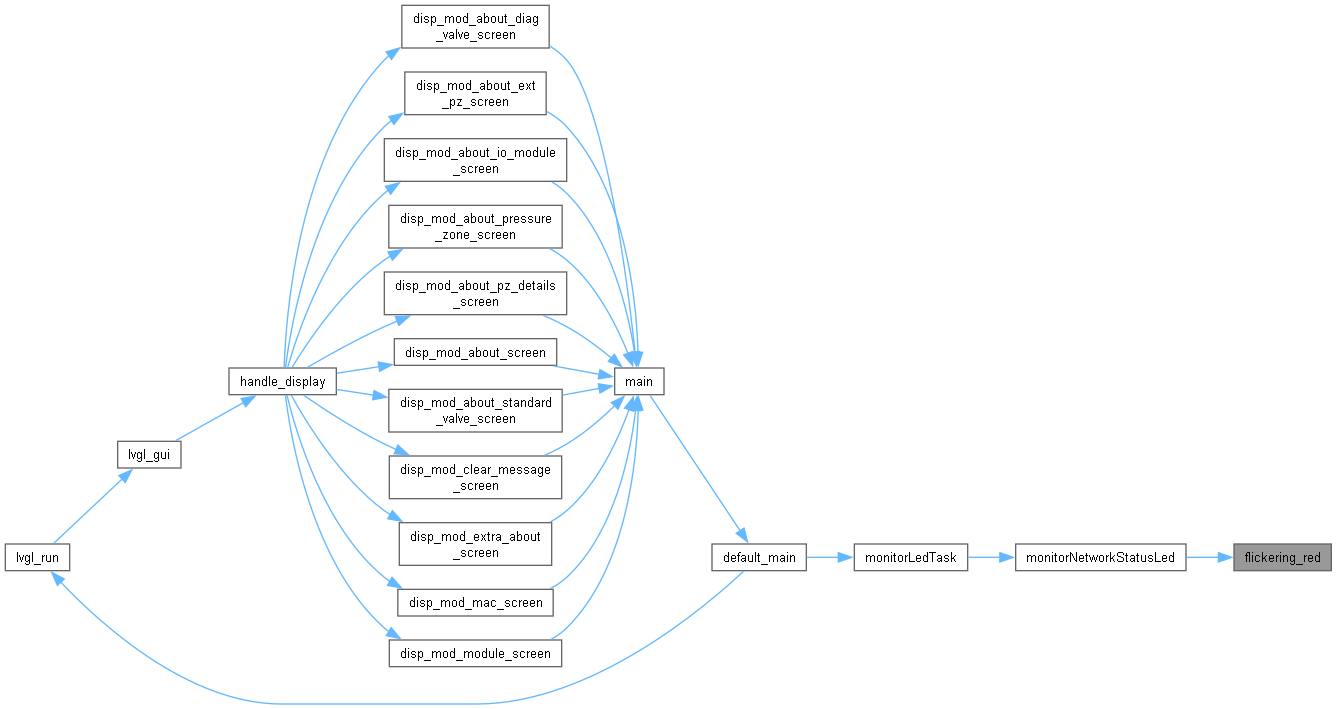 disp_mod_about_diag
_valve_screen
disp_mod_about_ext
_pz_screen
disp_mod_about_io_module
_screen
disp_mod_about_pressure
_zone_screen
disp_mod_about_pz_details
_screen
disp_mod_about_screen
handle_display
main
disp_mod_about_standard
_valve_screen
lvgl_gui
disp_mod_clear_message
_screen
disp_mod_extra_about
_screen
lvgl_run
default_main
monitorLedTask
monitorNetworkStatusLed
flickering_red
disp_mod_mac_screen
disp_mod_module_screen